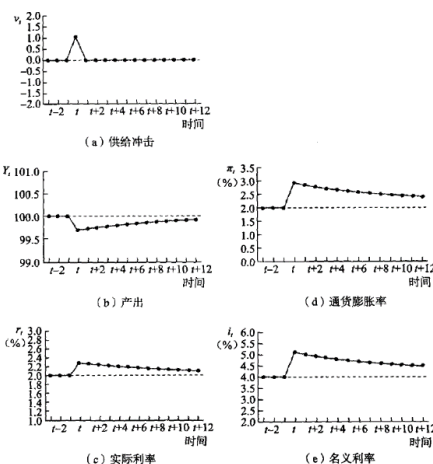 νₜ 2.0
1.5
1.0
0.5
0.0
−0.5
−1.0
−1.5
−2.0
t−2 t t+2 t+4 t+6 t+8 t+10 t+12
时间
(a) 供给冲击
Yₜ 101.0
100.5
100.0
99.5
99.0
t−2 t t+2 t+4 t+6 t+8 t+10 t+12
时间
(b) 产出
πₜ 3.5
(%) 3.0
2.5
2.0
1.5
1.0
0.5
0.0
t−2 t t+2 t+4 t+6 t+8 t+10 t+12
时间
(d) 通货膨胀率
rₜ 3.0
(%) 2.8
2.6
2.4
2.2
2.0
1.8
1.6
1.4
1.2
1.0
t−2 t t+2 t+4 t+6 t+8 t+10 t+12
时间
(c) 实际利率
iₜ 6.0
(%) 5.5
5.0
4.5
4.0
3.5
3.0
2.5
2.0
t−2 t t+2 t+4 t+6 t+8 t+10 t+12
时间
(e) 名义利率